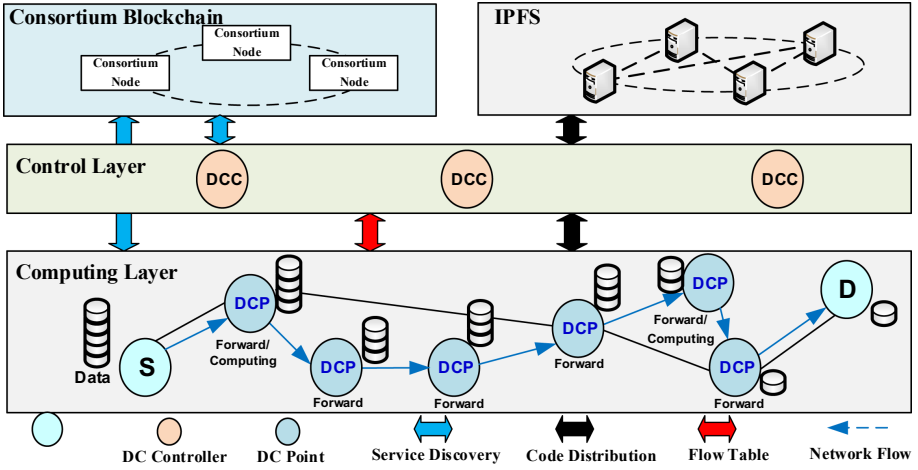 Consortium Blockchain
Consortium
Node
Consortium
Node
Consortium
Node
IPFS
Control Layer
DCC
DCC
DCC
Computing Layer
Data
S
DCP
Forward/
Computing
DCP
Forward
DCP
Forward
DCP
Forward
DCP
Forward/
Computing
DCP
Forward
D
DC Controller
DC Point
Service Discovery
Code Distribution
Flow Table
Network Flow